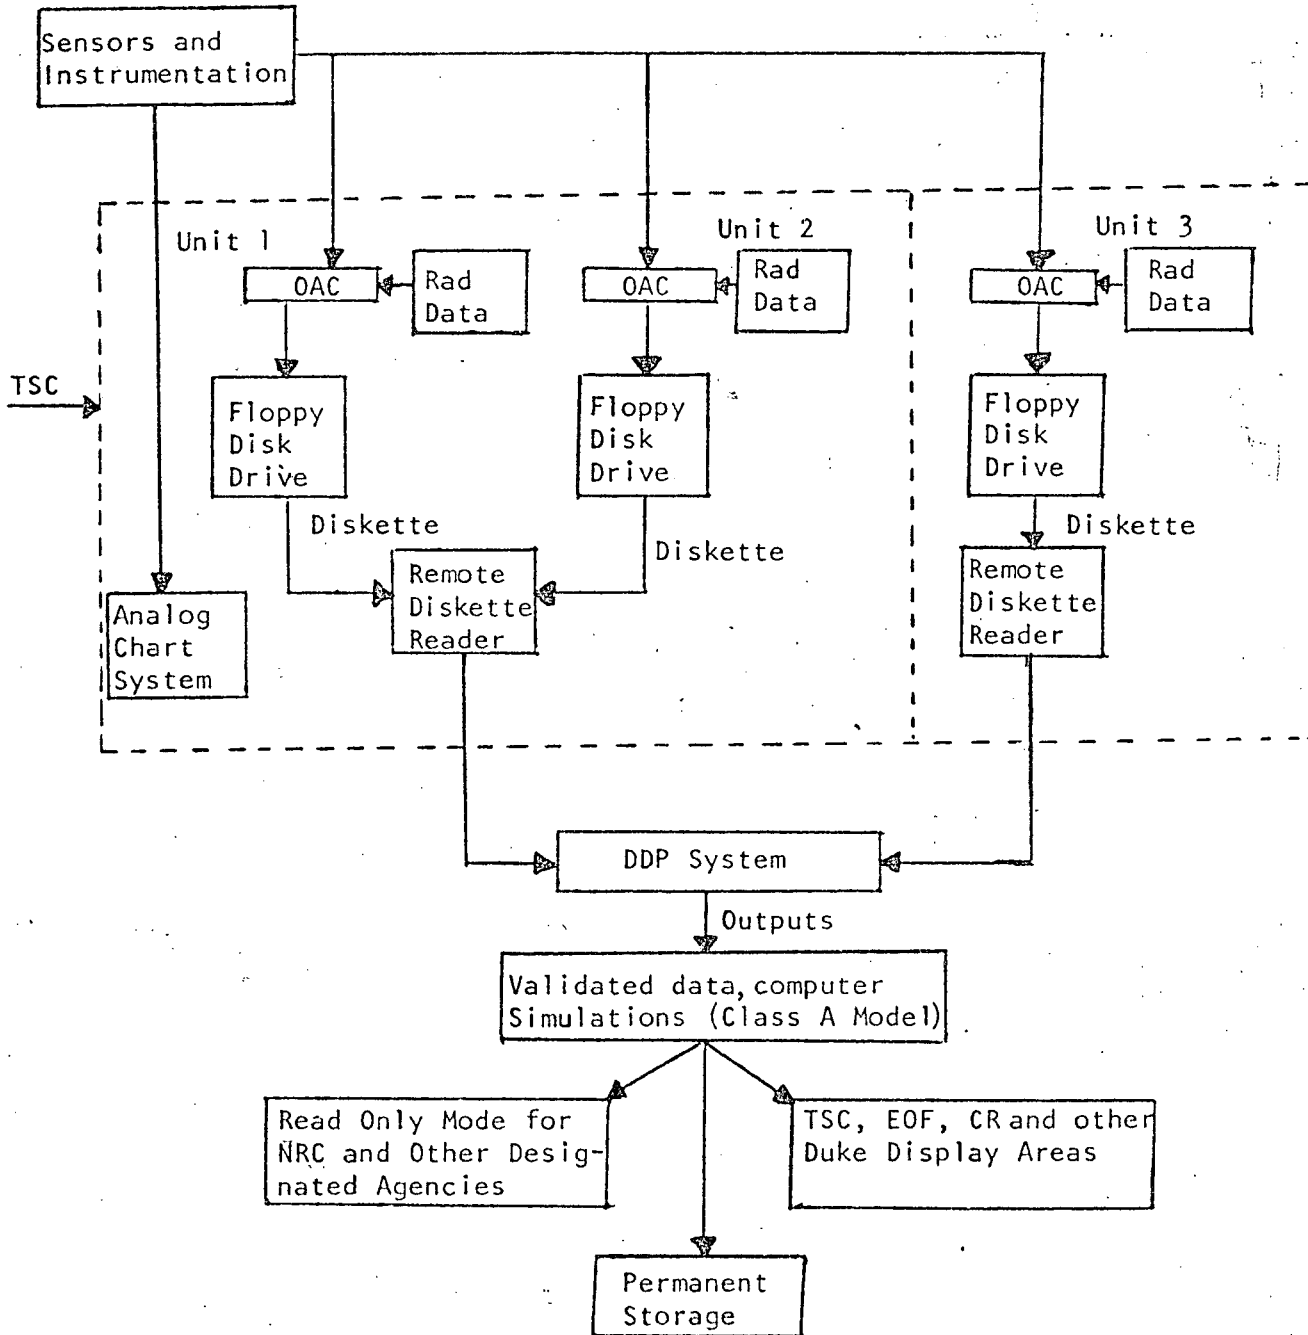 Sensors and
Instrumentation
Unit 1
Unit 2
Unit 3
OAC
Rad
Data
OAC
Rad
Data
OAC
Rad
Data
TSC
Floppy
Disk
Drive
Floppy
Disk
Drive
Floppy
Disk
Drive
Diskette
Diskette
Diskette
Analog
Chart
System
Remote
Diskette
Reader
Remote
Diskette
Reader
DDP System
Outputs
Validated data, computer
Simulations (Class A Model)
Read Only Mode for
NRC and Other Desig-
nated Agencies
TSC, EOF, CR and other
Duke Display Areas
Permanent
Storage